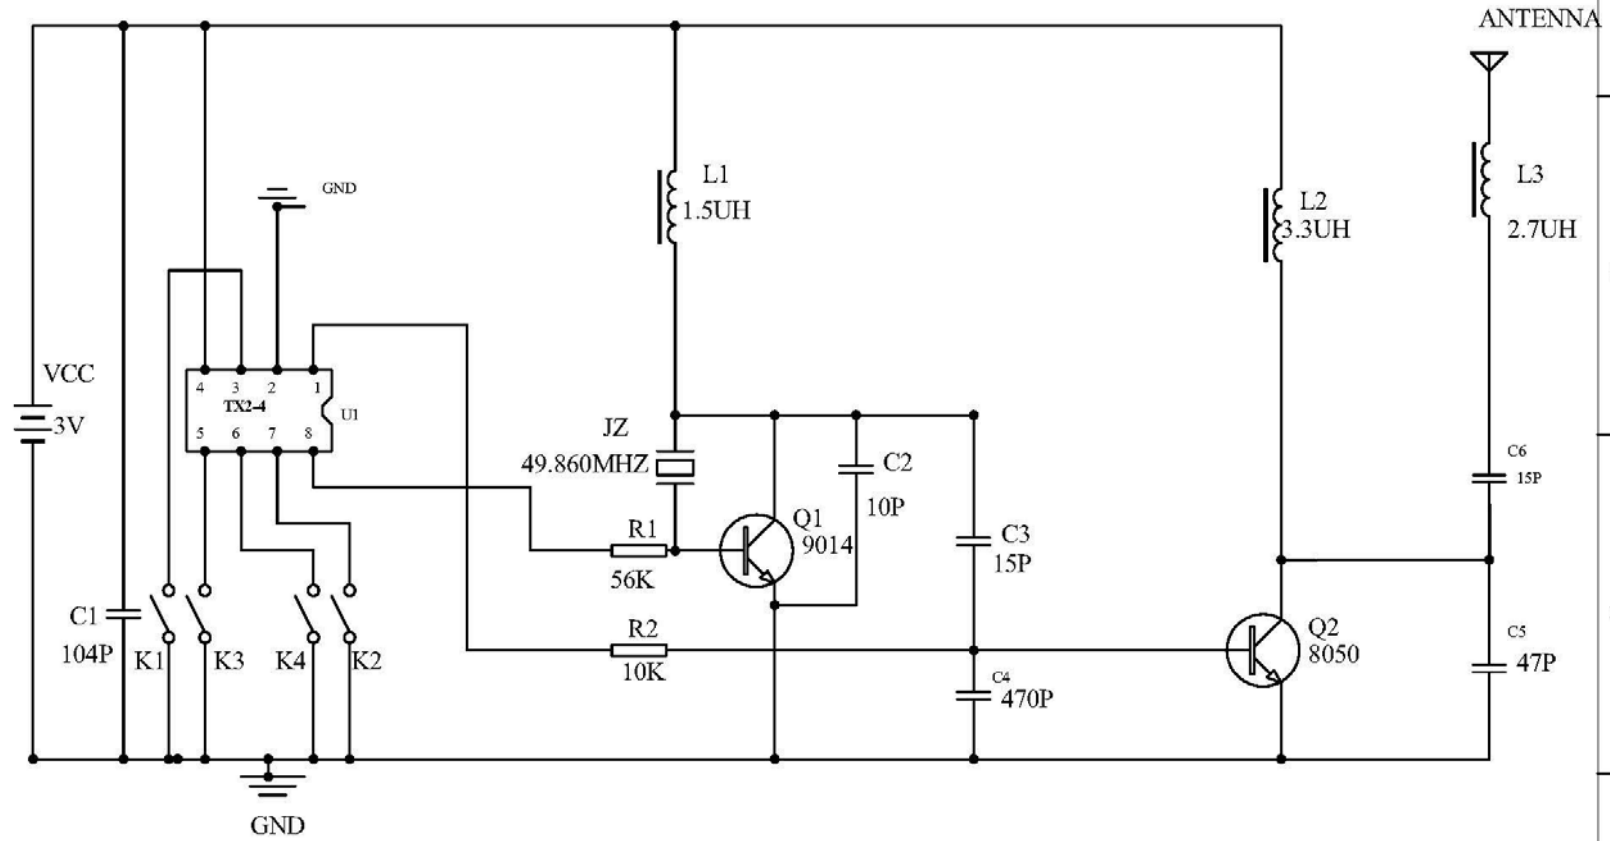 ANTENNA
GND
L1
1.5UH
L2
3.3UH
L3
2.7UH
VCC
3V
4 3 2 1
TX2-4
U1
5 6 7 8
JZ
49.860MHZ
C2
10P
C6
15P
Q1
9014
C3
15P
R1
56K
C1
104P
K1
K3
K4
K2
R2
10K
C4
470P
Q2
8050
C5
47P
GND